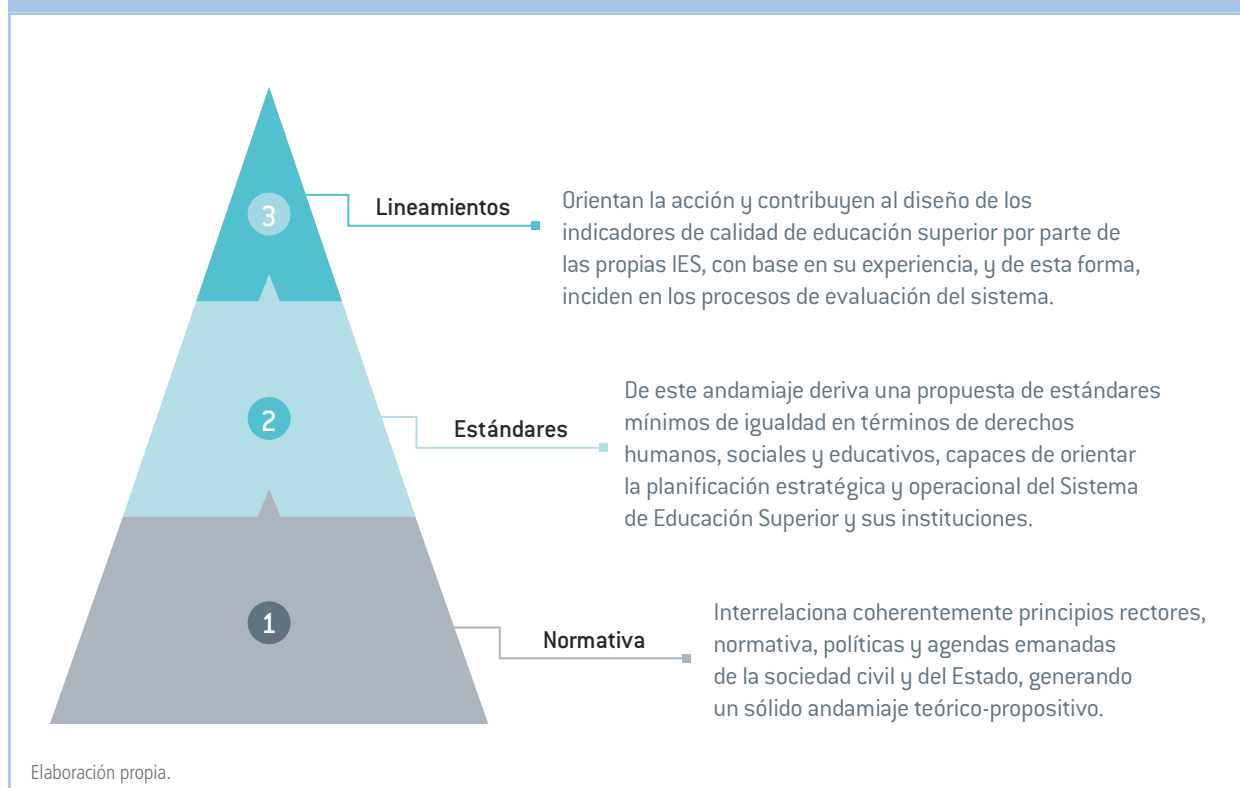 3
Lineamientos
Orientan la acción y contribuyen al diseño de los
indicadores de calidad de educación superior por parte de
las propias IES, con base en su experiencia, y de esta forma,
inciden en los procesos de evaluación del sistema.
2
Estándares
De este andamiaje deriva una propuesta de estándares
mínimos de igualdad en términos de derechos
humanos, sociales y educativos, capaces de orientar
la planificación estratégica y operacional del Sistema
de Educación Superior y sus instituciones.
1
Normativa
Interrelaciona coherentemente principios rectores,
normativa, políticas y agendas emanadas
de la sociedad civil y del Estado, generando
un sólido andamiaje teórico-propositivo.
Elaboración propia.